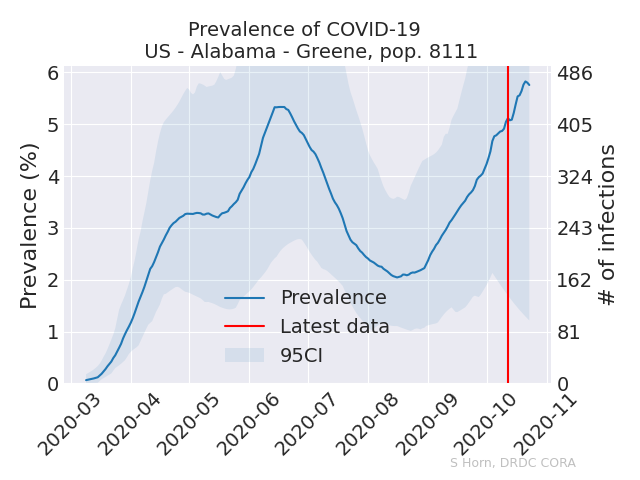 Prevalence of COVID-19
US - Alabama - Greene, pop. 8111
Prevalence (%)
6
5
4
3
2
1
0
486
405
324
243
162
81
0
# of infections
Prevalence
Latest data
95CI
2020-03
2020-04
2020-05
2020-06
2020-07
2020-08
2020-09
2020-10
2020-11
S Horn, DRDC CORA